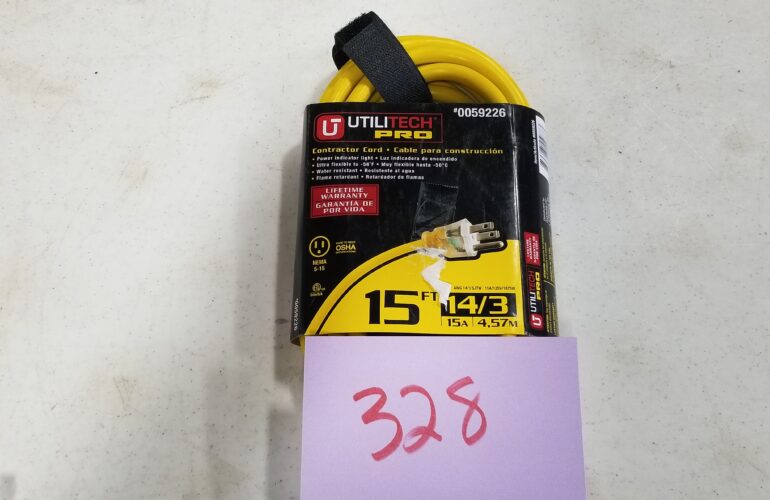 #0059226
UTILITECH
PRO
Contractor Cord • Cable para construcción
• Power indicator light • Luz indicadora de encendido
• Ultra flexible to -58°F • Muy flexible hasta -50°C
• Water resistant • Resistente al agua
• Flame retardant • Retardador de flamas
LIFETIME
WARRANTY
GARANTÍA DE
POR VIDA
OSHA
NEMA
5-15
15 FT 14/3
15A 4,57M
UTILITECH
PRO
328